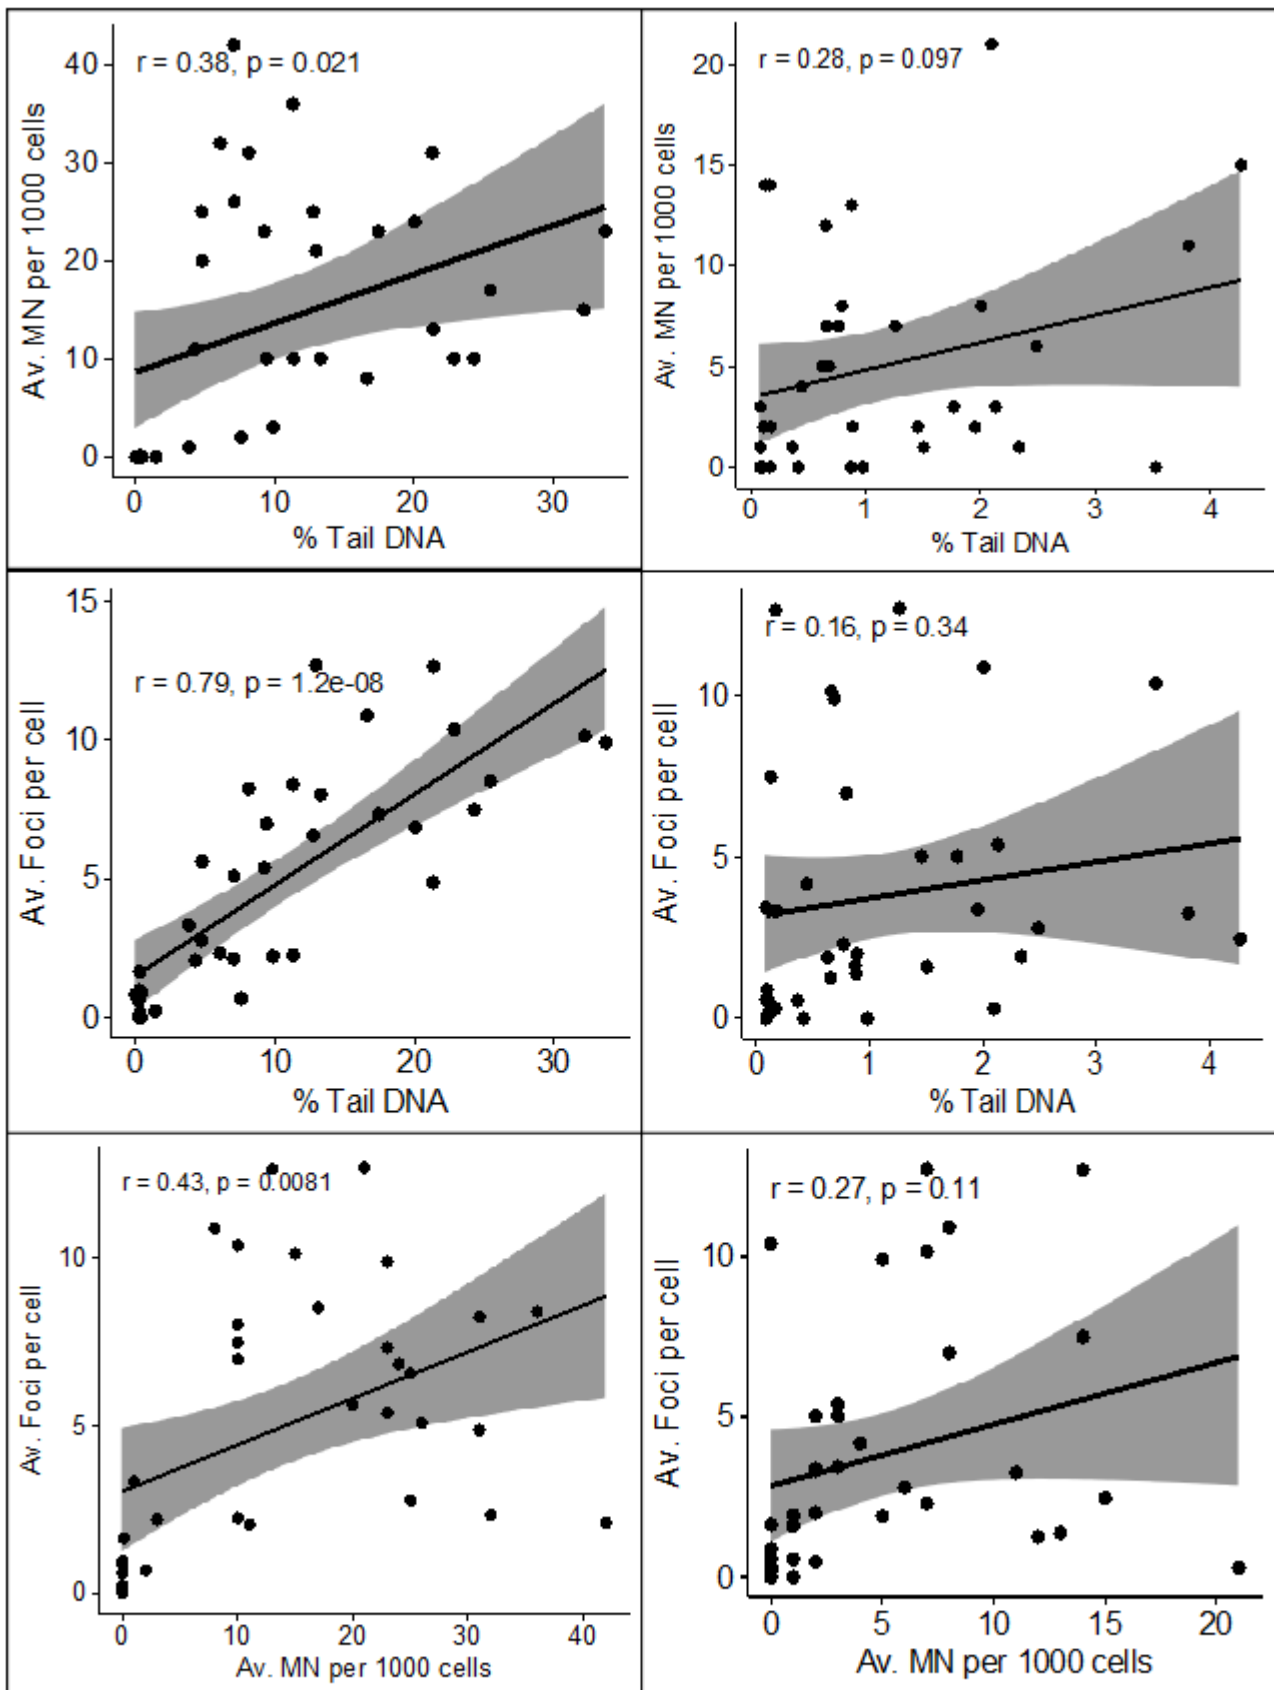 r = 0.38, p = 0.021
Av. MN per 1000 cells
40
30
20
10
0
0 10 20 30
% Tail DNA
r = 0.28, p = 0.097
Av. MN per 1000 cells
20
15
10
5
0
0 1 2 3 4
% Tail DNA
r = 0.79, p = 1.2e-08
Av. Foci per cell
15
10
5
0
0 10 20 30
% Tail DNA
r = 0.16, p = 0.34
Av. Foci per cell
10
5
0
0 1 2 3 4
% Tail DNA
r = 0.43, p = 0.0081
Av. Foci per cell
10
5
0
0 10 20 30 40
Av. MN per 1000 cells
r = 0.27, p = 0.11
Av. Foci per cell
10
5
0
0 5 10 15 20
Av. MN per 1000 cells